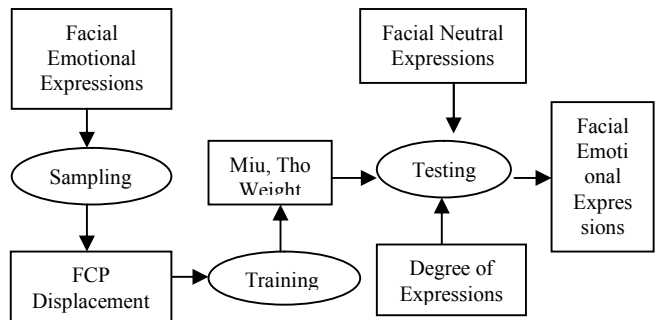 Facial
Emotional
Expressions
Facial Neutral
Expressions
Sampling
Miu, Tho
Weight
Testing
Facial
Emoti
onal
Expres
sions
FCP
Displacement
Training
Degree of
Expressions